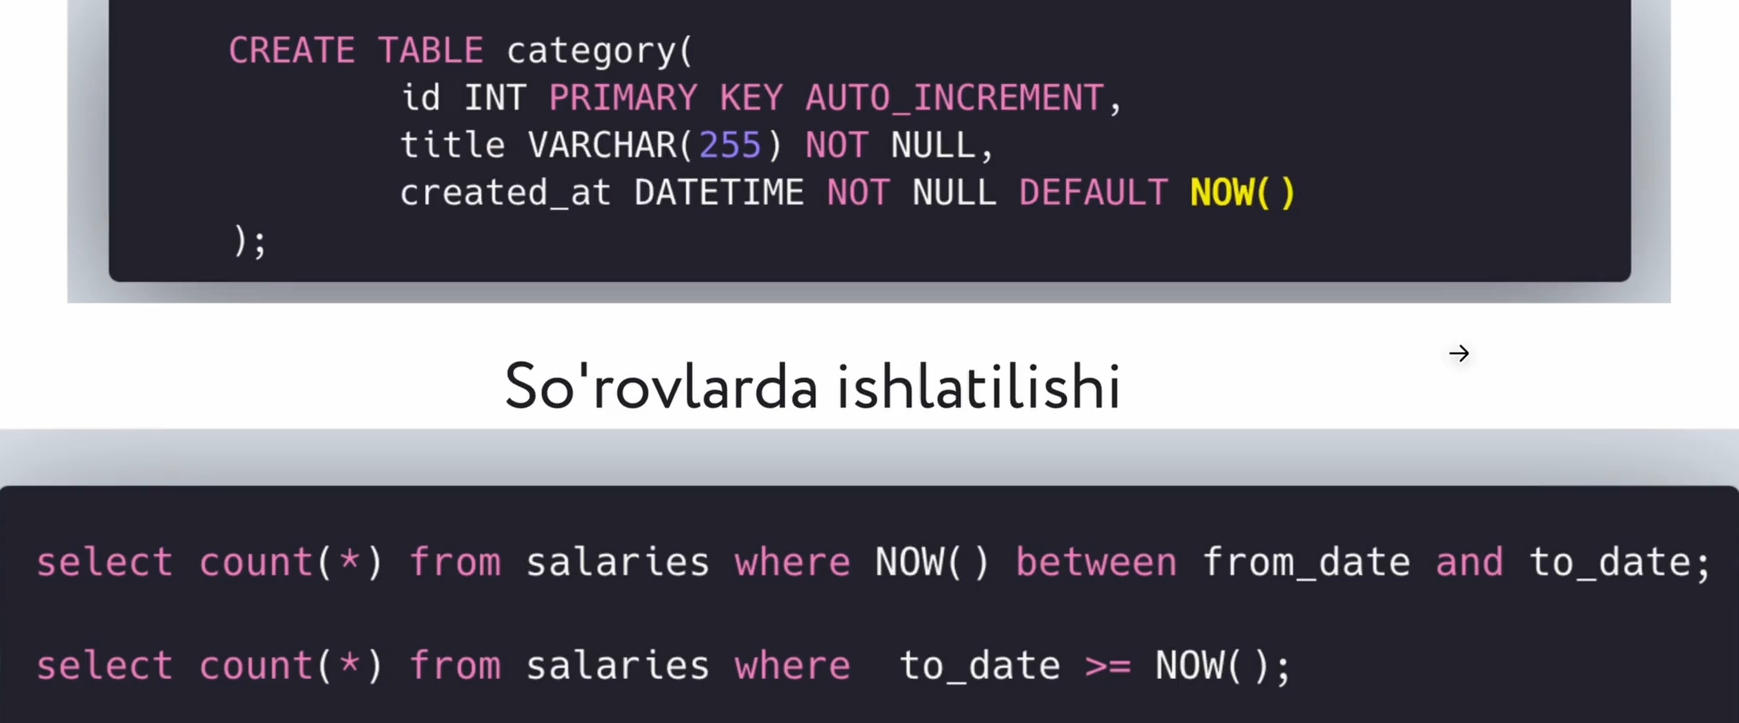 CREATE TABLE category(
id INT PRIMARY KEY AUTO_INCREMENT,
title VARCHAR(255) NOT NULL,
created_at DATETIME NOT NULL DEFAULT NOW()
);
So'rovlarda ishlatilishi
select count(*) from salaries where NOW() between from_date and to_date;
select count(*) from salaries where  to_date >= NOW();